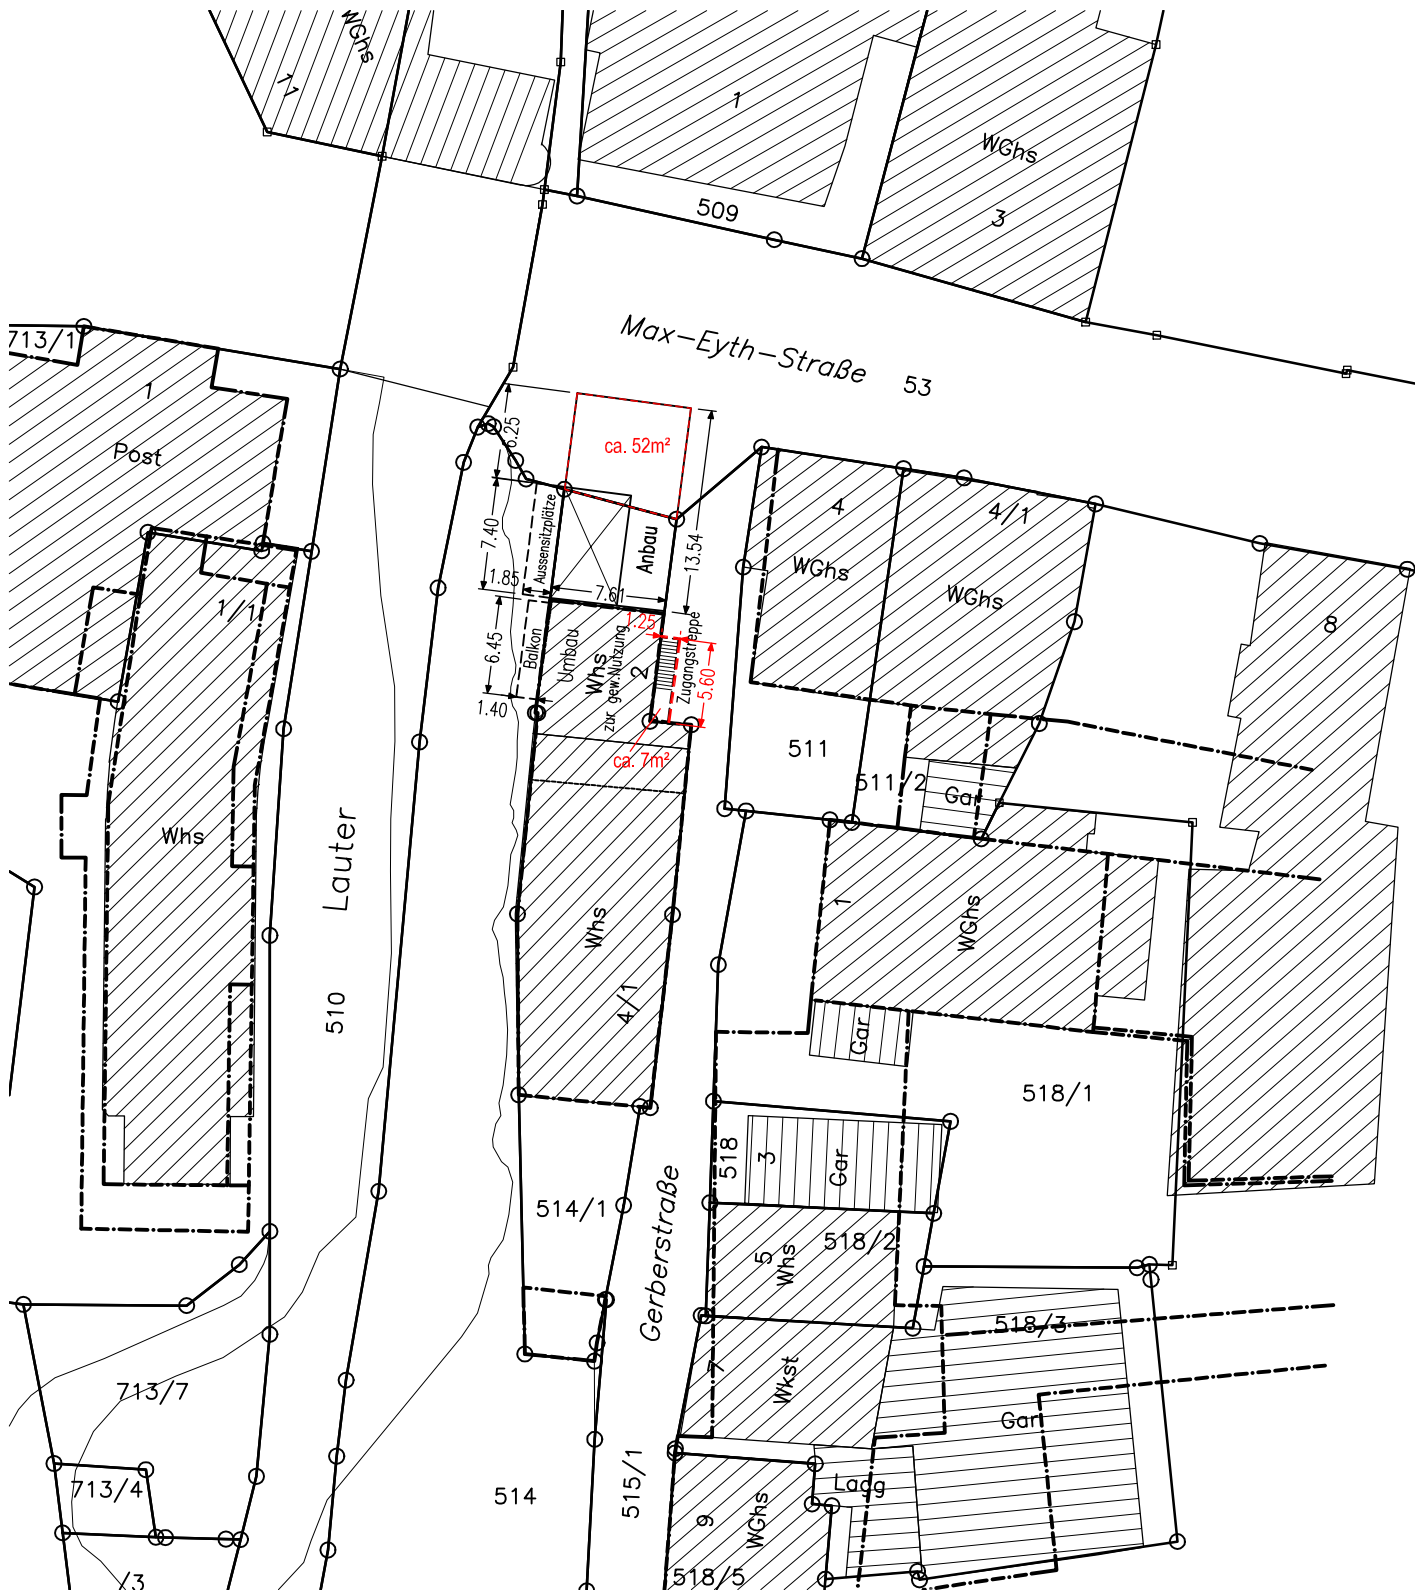 WGhs
11
1
WGhs
3
509
Max-Eyth-Straße 53
713/1
1
Post
6.25
ca. 52m²
4
4/1
WGhs
WGhs
8
7.40
Aussensitzplätze
Anbau
13.54
1.85
7.61
1/1
6.45
Balkon
Umbau
Whs
zur gew.Nutzung
2
1.25
Zugangstreppe
5.60
1.40
ca. 7m²
511
511/2
Gar
Whs
Lauter
510
Whs
4/1
1
WGhs
Gar
518/1
518
3
Gar
514/1
Gerberstraße
5
Whs
518/2
518/3
7
Wkst
713/7
Gar
713/4
514
515/1
9
WGhs
Lagg
518/5
/3